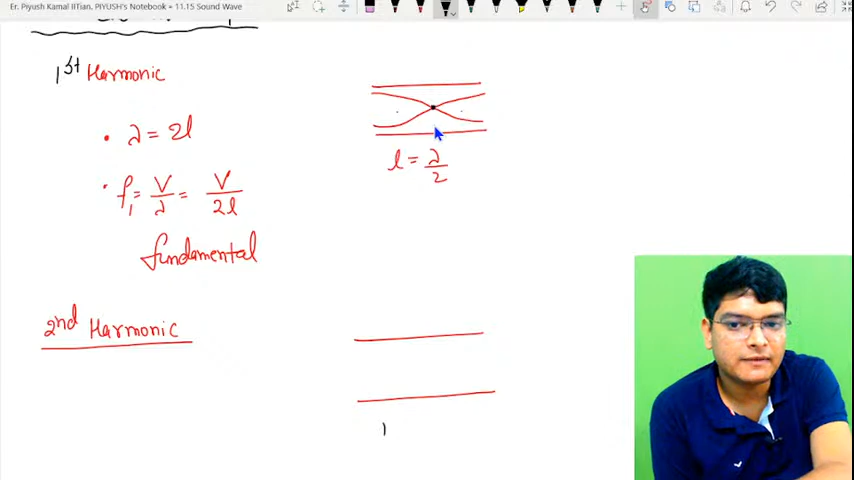 Er. Piyush Kamal IITian. PIYUSH's Notebook » 11.15 Sound Wave
1st Harmonic
• λ = 2l
• f₁ = V/λ = V/2l
fundamental
l = λ/2
2nd Harmonic